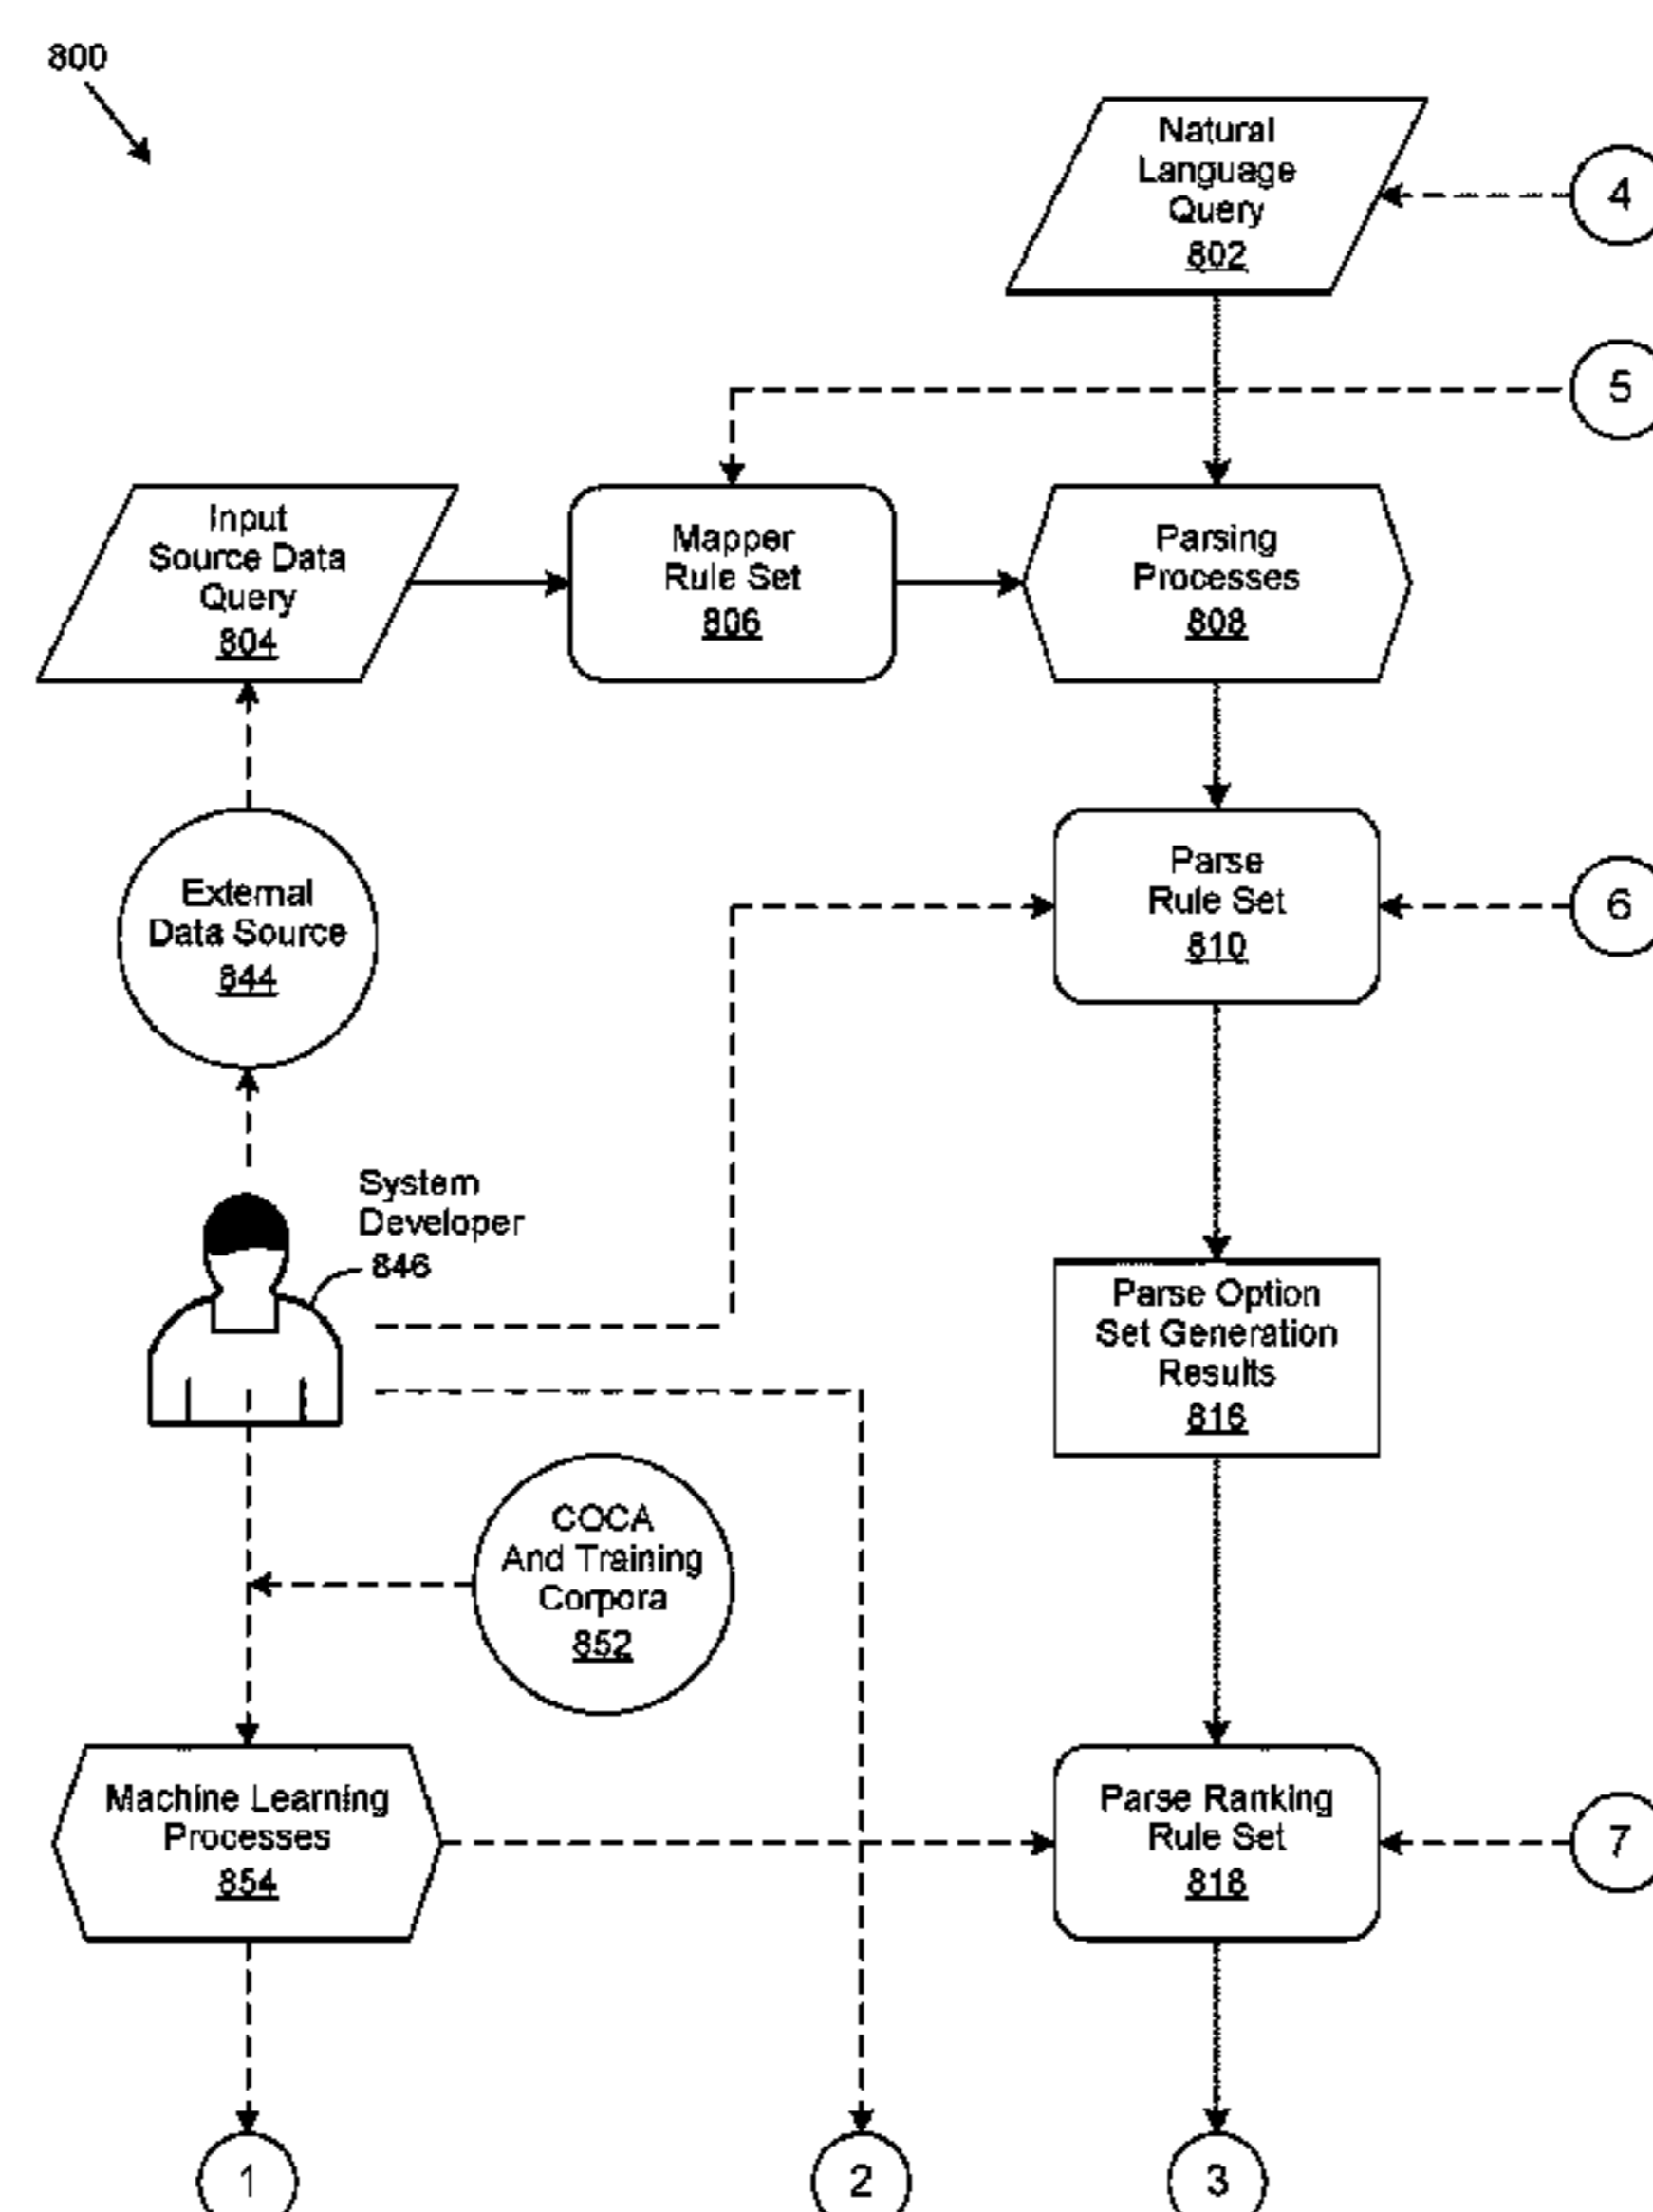 800
Natural
Language
Query
802
4
5
Input
Source Data
Query
804
Mapper
Rule Set
806
Parsing
Processes
808
External
Data Source
844
Parse
Rule Set
810
6
System
Developer
846
Parse Option
Set Generation
Results
816
COCA
And Training
Corpora
852
Machine Learning
Processes
854
Parse Ranking
Rule Set
818
7
1
2
3